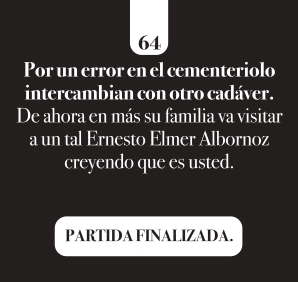 64
Por un error en el cementeriolo
intercambian con otro cadáver.
De ahora en más su familia va visitar
a un tal Ernesto Elmer Albornoz
creyendo que es usted.
PARTIDA FINALIZADA.